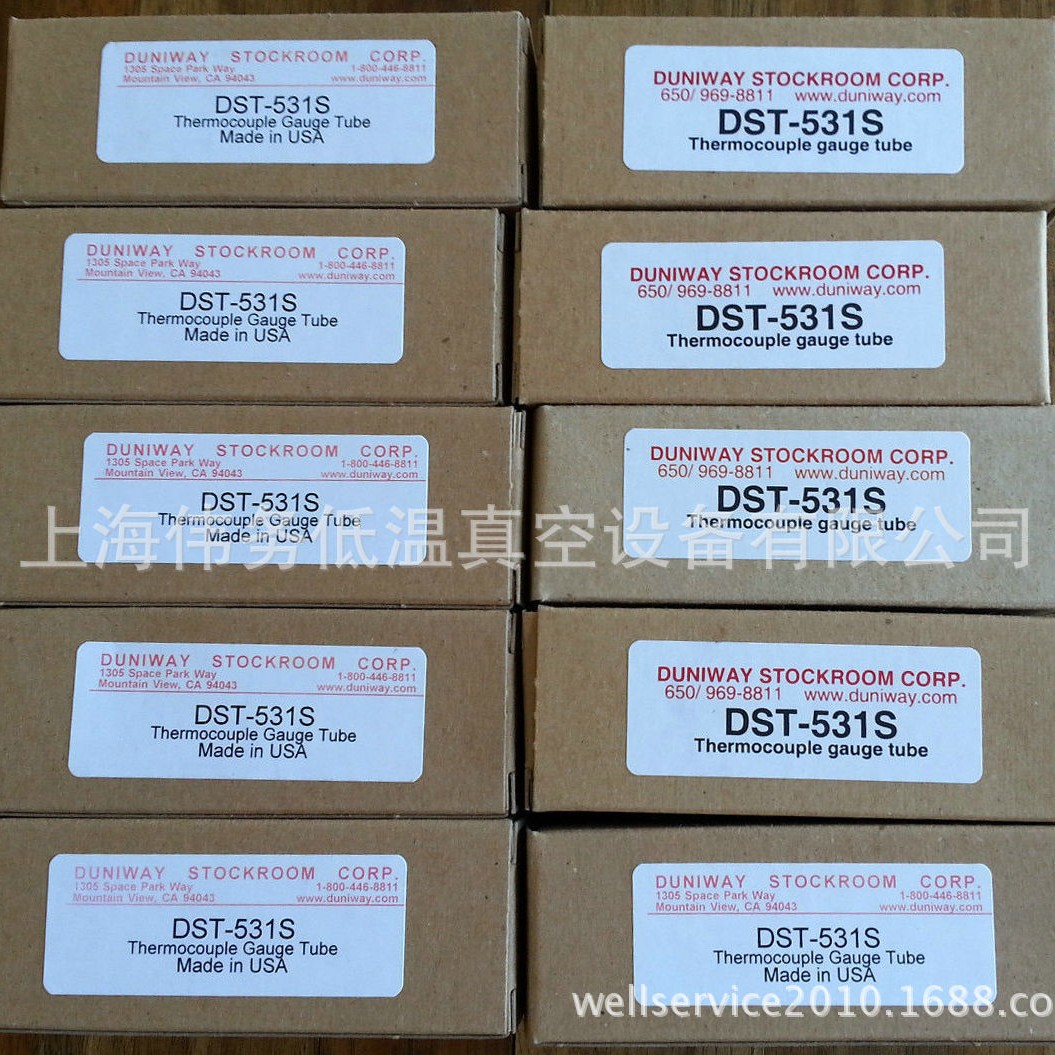 DUNIWAY STOCKROOM CORP.
1305 Space Park Way 1-800-446-8811
Mountain View, CA 94043 www.duniway.com
DST-531S
Thermocouple Gauge Tube
Made in USA
DUNIWAY STOCKROOM CORP.
650/ 969-8811 www.duniway.com
DST-531S
Thermocouple gauge tube
DUNIWAY STOCKROOM CORP.
1305 Space Park Way 1-800-446-8811
Mountain View, CA 94043 www.duniway.com
DST-531S
Thermocouple Gauge Tube
Made in USA
DUNIWAY STOCKROOM CORP.
650/ 969-8811 www.duniway.com
DST-531S
Thermocouple gauge tube
DUNIWAY STOCKROOM CORP.
1305 Space Park Way 1-800-446-8811
Mountain View, CA 94043 www.duniway.com
DST-531S
Thermocouple Gauge Tube
Made in USA
DUNIWAY STOCKROOM CORP.
650/ 969-8811 www.duniway.com
DST-531S
Thermocouple gauge tube
上海伟务低温真空设备有限公司
DUNIWAY STOCKROOM CORP.
1305 Space Park Way 1-800-446-8811
Mountain View, CA 94043 www.duniway.com
DST-531S
Thermocouple Gauge Tube
Made in USA
DUNIWAY STOCKROOM CORP.
650/ 969-8811 www.duniway.com
DST-531S
Thermocouple gauge tube
DUNIWAY STOCKROOM CORP.
1305 Space Park Way 1-800-446-8811
Mountain View, CA 94043 www.duniway.com
DST-531S
Thermocouple Gauge Tube
Made in USA
DUNIWAY STOCKROOM CORP.
1305 Space Park Way 1-800-446-8811
Mountain View, CA 94043 www.duniway.com
DST-531S
Thermocouple Gauge Tube
Made in USA
wellservice2010.1688.co